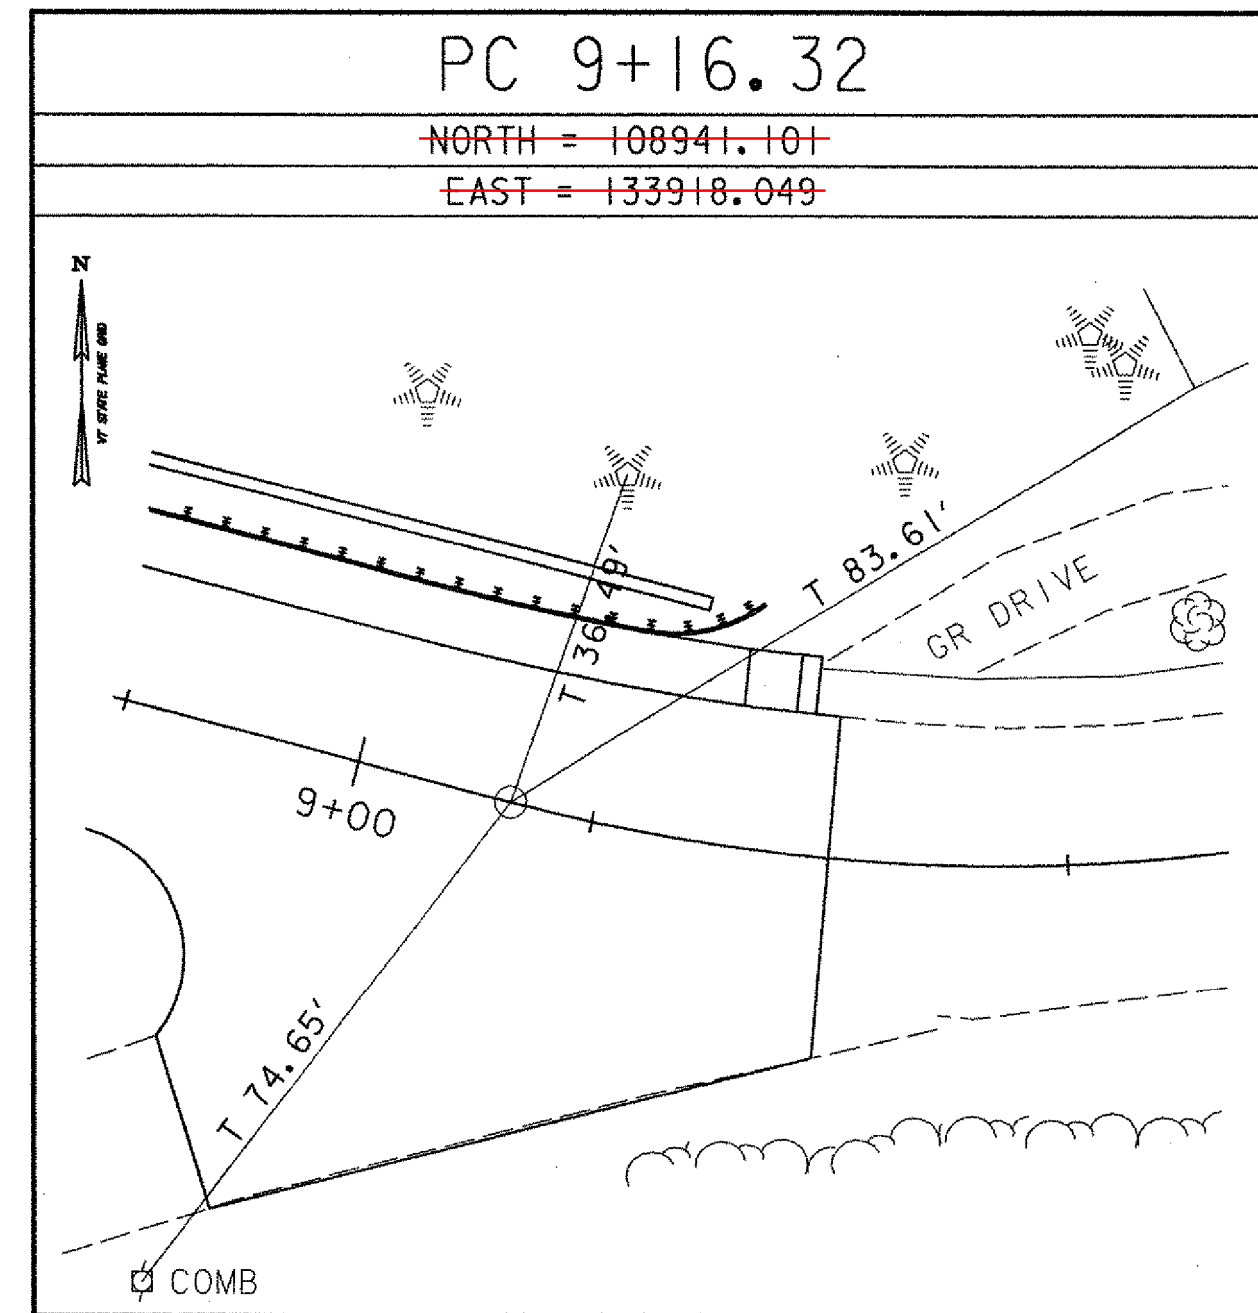 PC 9+16.32
NORTH = 108941.101
EAST = 133918.049
N
VT STATE PLANE GRID
T 36.49'
T 83.61'
GR DRIVE
9+00
T 74.65'
COMB